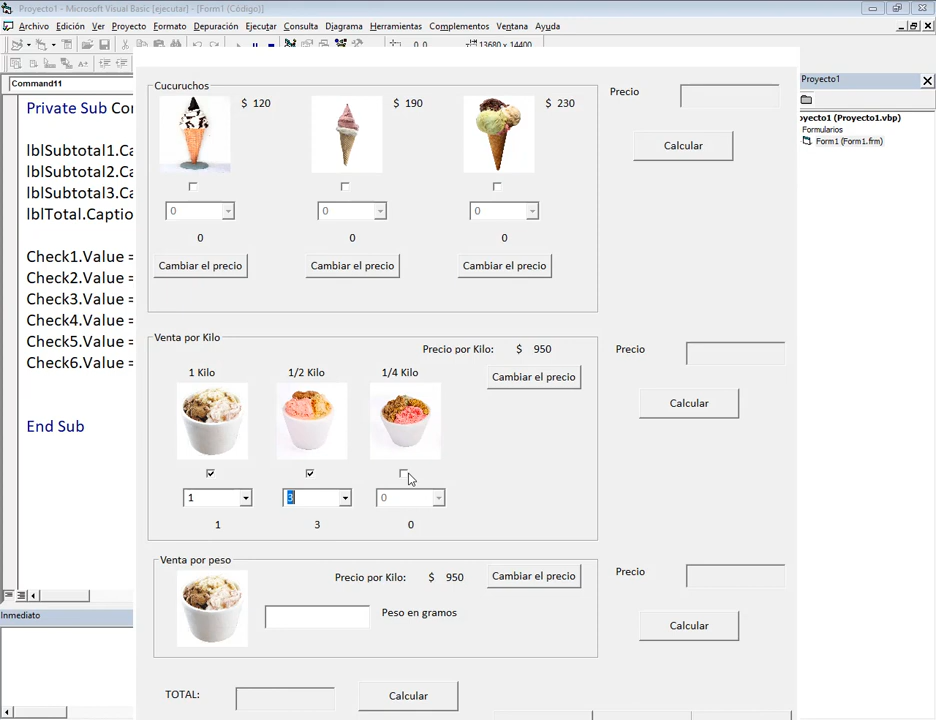 Proyecto1 - Microsoft Visual Basic [ejecutar] - [Form1 (Código)]
Archivo Edición Ver Proyecto Formato Depuración Ejecutar Consulta Diagrama Herramientas Complementos Ventana Ayuda
0, 0 13680 x 14400
Command11
Private Sub Co
lblSubtotal1.Ca
lblSubtotal2.Ca
lblSubtotal3.Ca
lblTotal.Captio
Check1.Value =
Check2.Value =
Check3.Value =
Check4.Value =
Check5.Value =
Check6.Value =
End Sub
Inmediato
Cucuruchos
$ 120 $ 190 $ 230
0 0 0
0 0 0
Cambiar el precio Cambiar el precio Cambiar el precio
Precio
Calcular
Venta por Kilo
Precio por Kilo: $ 950
1 Kilo 1/2 Kilo 1/4 Kilo
Cambiar el precio
1 3 0
1 3 0
Precio
Calcular
Venta por peso
Precio por Kilo: $ 950
Cambiar el precio
Peso en gramos
Precio
Calcular
TOTAL:
Calcular
Proyecto1
oyecto1 (Proyecto1.vbp)
Formularios
Form1 (Form1.frm)